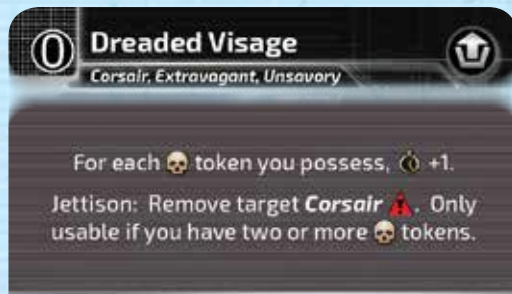 0 Dreaded Visage
Corsair, Extravagant, Unsavory
For each token you possess, +1.
Jettison: Remove target Corsair . Only
usable if you have two or more tokens.